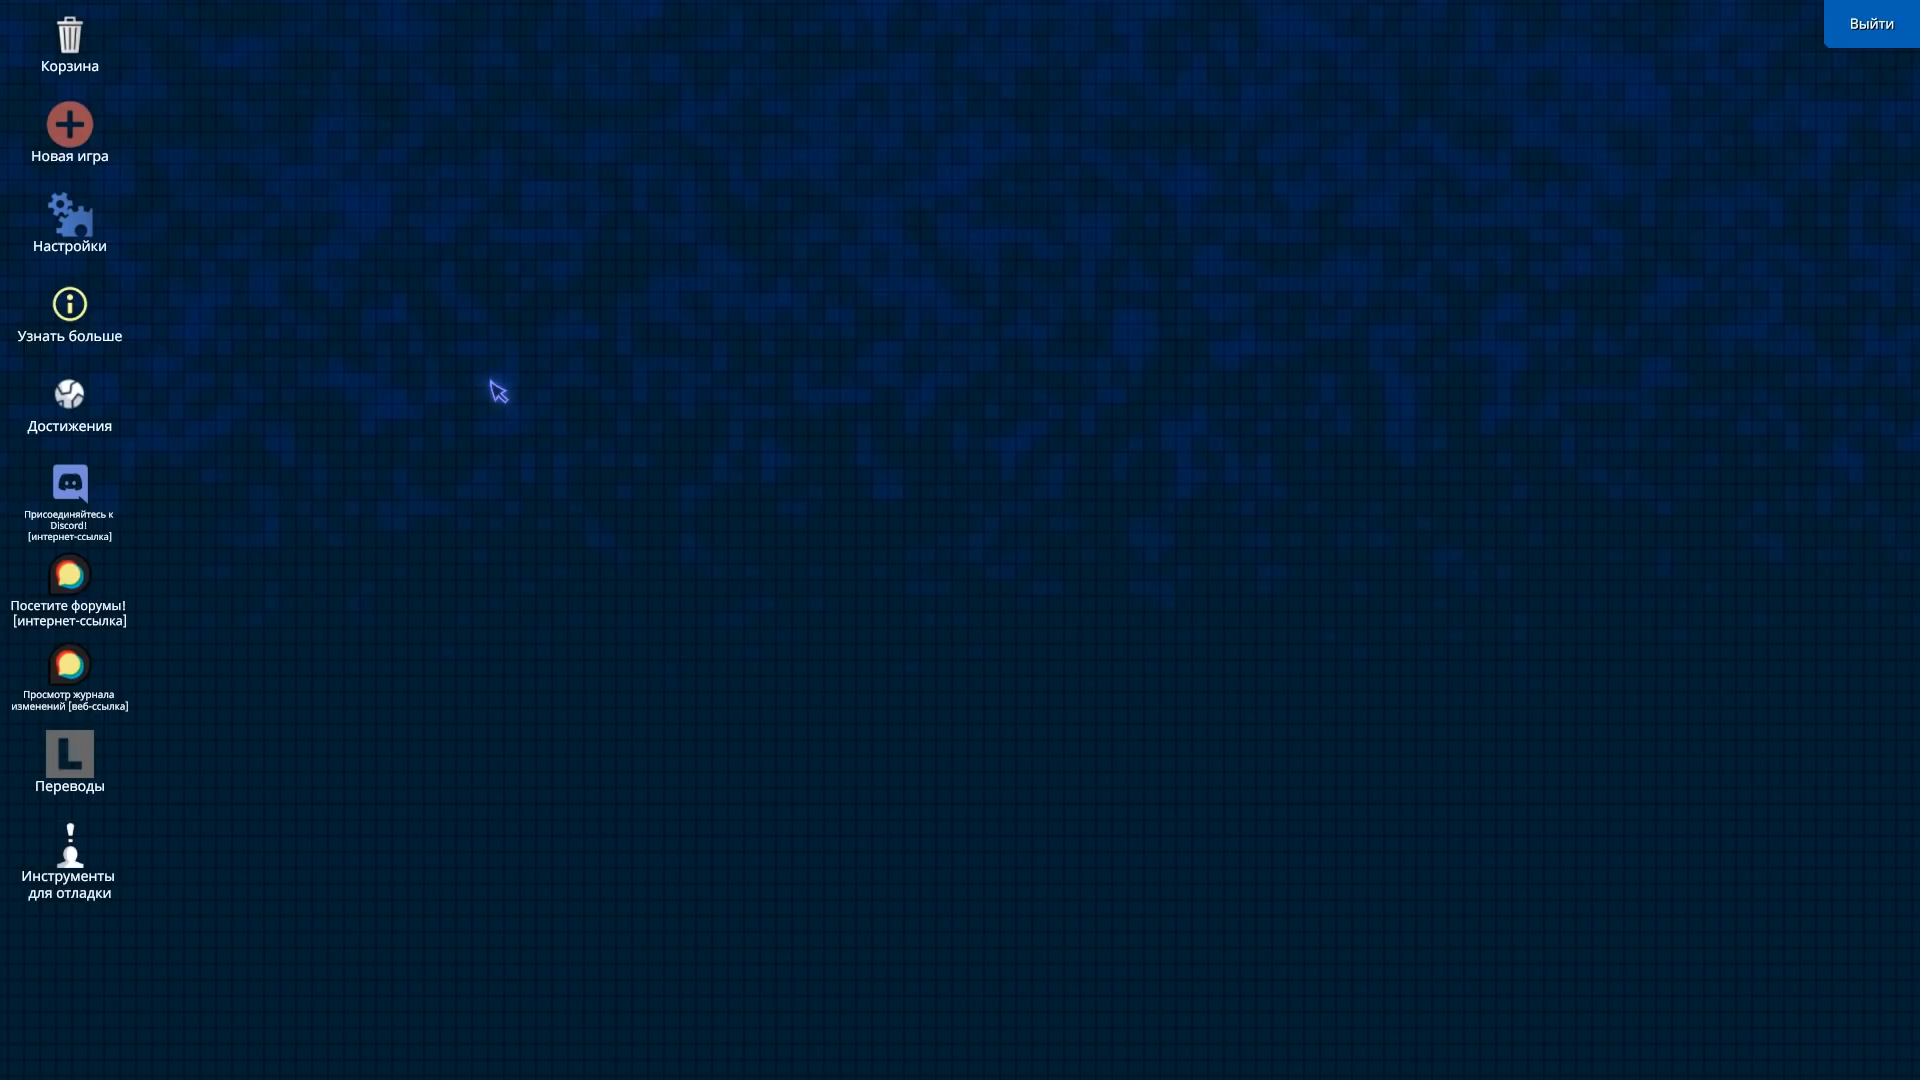 Выйти
Корзина
Новая игра
Настройки
Узнать больше
Достижения
Присоединяйтесь к
Discord!
[интернет-ссылка]
Посетите форумы!
[интернет-ссылка]
Просмотр журнала
изменений [веб-ссылка]
L
Переводы
Инструменты
для отладки